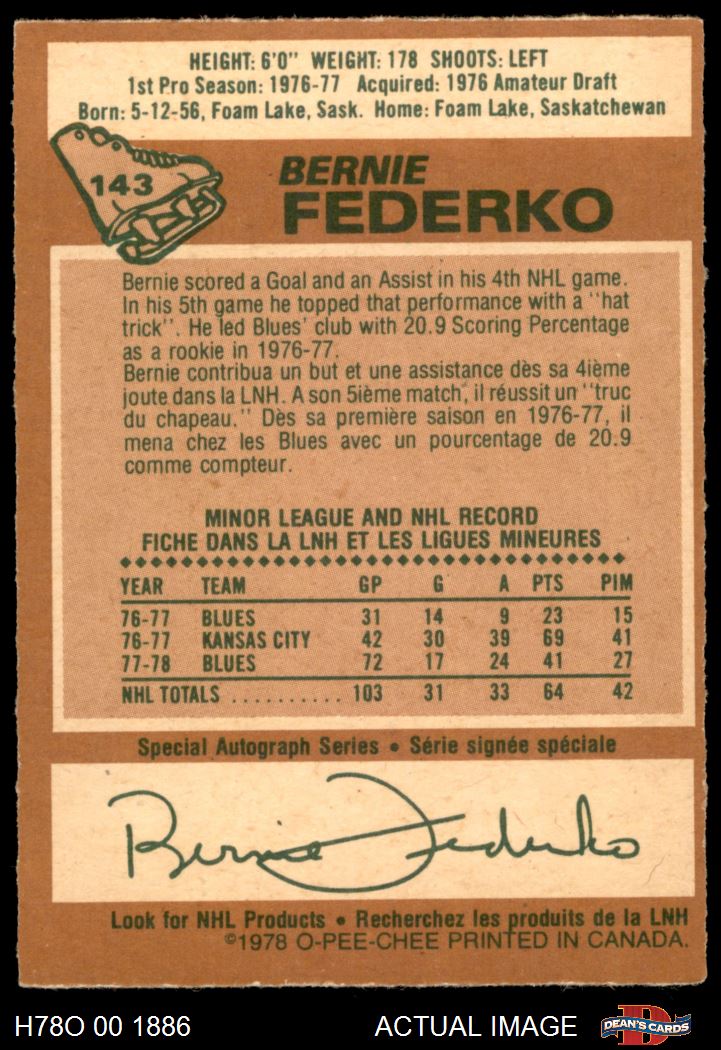 HEIGHT: 6'0" WEIGHT: 178 SHOOTS: LEFT
1st Pro Season: 1976-77 Acquired: 1976 Amateur Draft
Born: 5-12-56, Foam Lake, Sask. Home: Foam Lake, Saskatchewan
143
BERNIE
FEDERKO
Bernie scored a Goal and an Assist in his 4th NHL game.
In his 5th game he topped that performance with a "hat
trick". He led Blues' club with 20.9 Scoring Percentage
as a rookie in 1976-77.
Bernie contribua un but et une assistance dès sa 4ième
joute dans la LNH. A son 5ième match, il réussit un "truc
du chapeau." Dès sa première saison en 1976-77, il
mena chez les Blues avec un pourcentage de 20.9
comme compteur.
MINOR LEAGUE AND NHL RECORD
FICHE DANS LA LNH ET LES LIGUES MINEURES
YEAR TEAM GP G A PTS PIM
76-77 BLUES 31 14 9 23 15
76-77 KANSAS CITY 42 30 39 69 41
77-78 BLUES 72 17 24 41 27
NHL TOTALS .......... 103 31 33 64 42
Special Autograph Series • Série signée spéciale
Bernie Federko
Look for NHL Products • Recherchez les produits de la LNH
©1978 O-PEE-CHEE PRINTED IN CANADA.
H78O 00 1886 ACTUAL IMAGE D DEAN'S CARDS